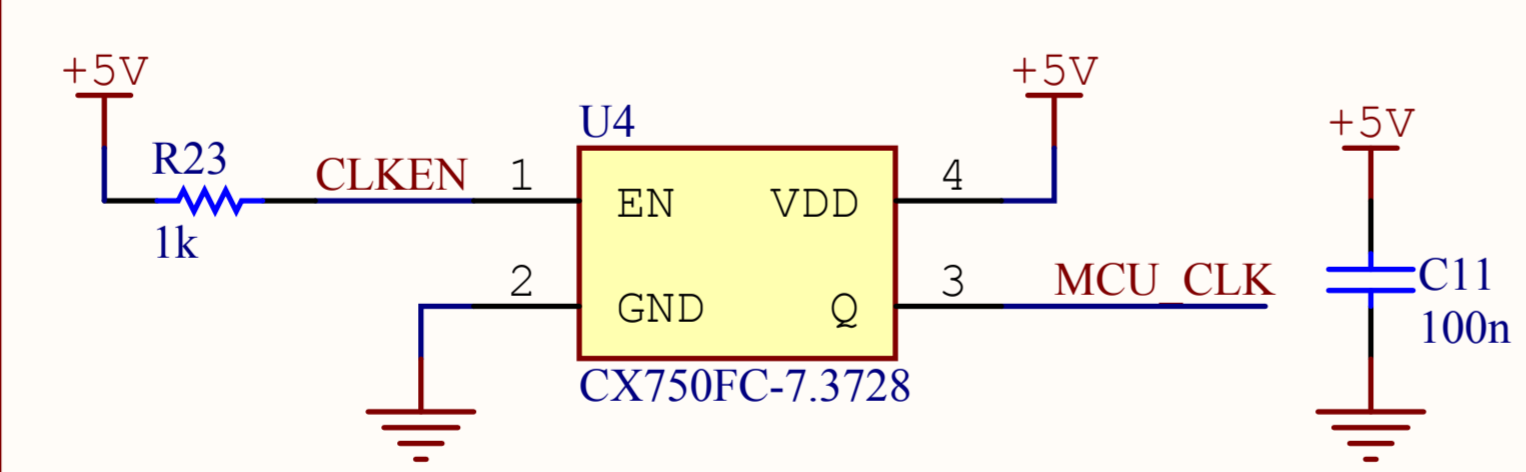 +5V
R23
1k
CLKEN
1
2
U4
EN
VDD
GND
Q
CX750FC-7.3728
4
3
+5V
MCU_CLK
+5V
C11
100n